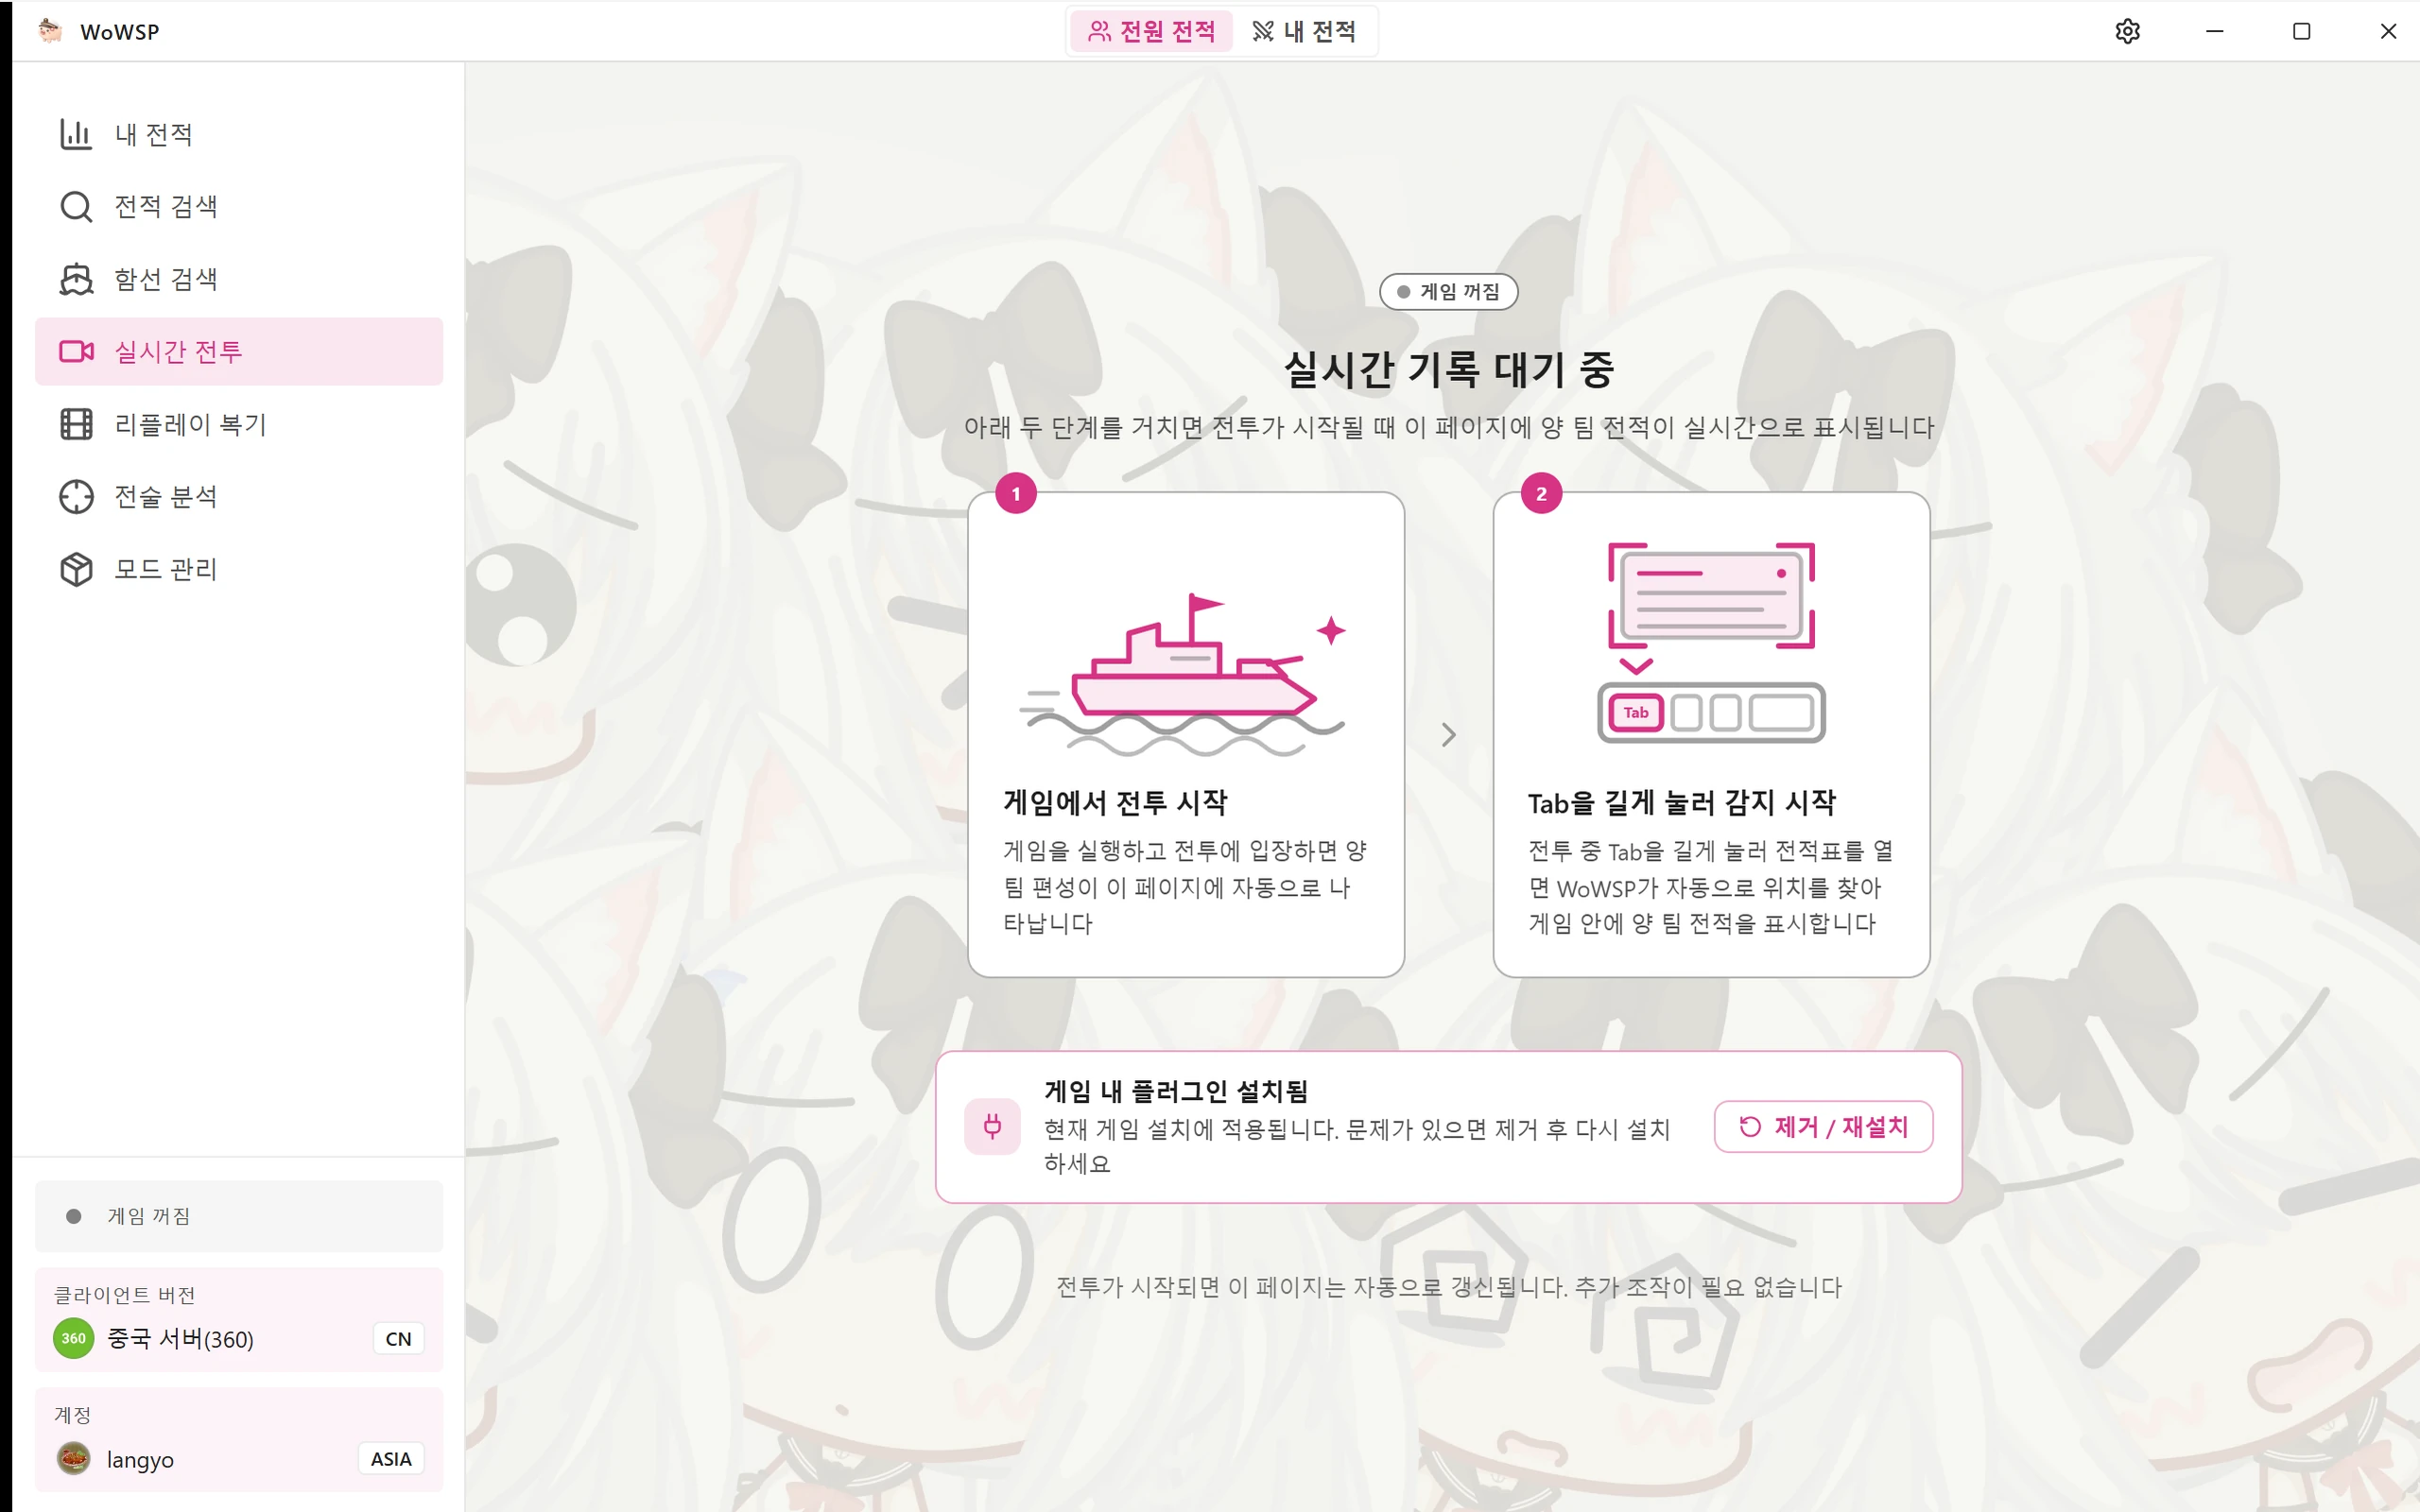 WoWSP
전원 전적
내 전적
내 전적
전적 검색
함선 검색
실시간 전투
리플레이 복기
전술 분석
모드 관리
게임 꺼짐
클라이언트 버전
360
중국 서버(360)
CN
계정
langyo
ASIA
게임 꺼짐
실시간 기록 대기 중
아래 두 단계를 거치면 전투가 시작될 때 이 페이지에 양 팀 전적이 실시간으로 표시됩니다
1
게임에서 전투 시작
게임을 실행하고 전투에 입장하면 양
팀 편성이 이 페이지에 자동으로 나
타납니다
2
Tab
Tab을 길게 눌러 감지 시작
전투 중 Tab을 길게 눌러 전적표를 열
면 WoWSP가 자동으로 위치를 찾아
게임 안에 양 팀 전적을 표시합니다
게임 내 플러그인 설치됨
현재 게임 설치에 적용됩니다. 문제가 있으면 제거 후 다시 설치
하세요
제거 / 재설치
전투가 시작되면 이 페이지는 자동으로 갱신됩니다. 추가 조작이 필요 없습니다